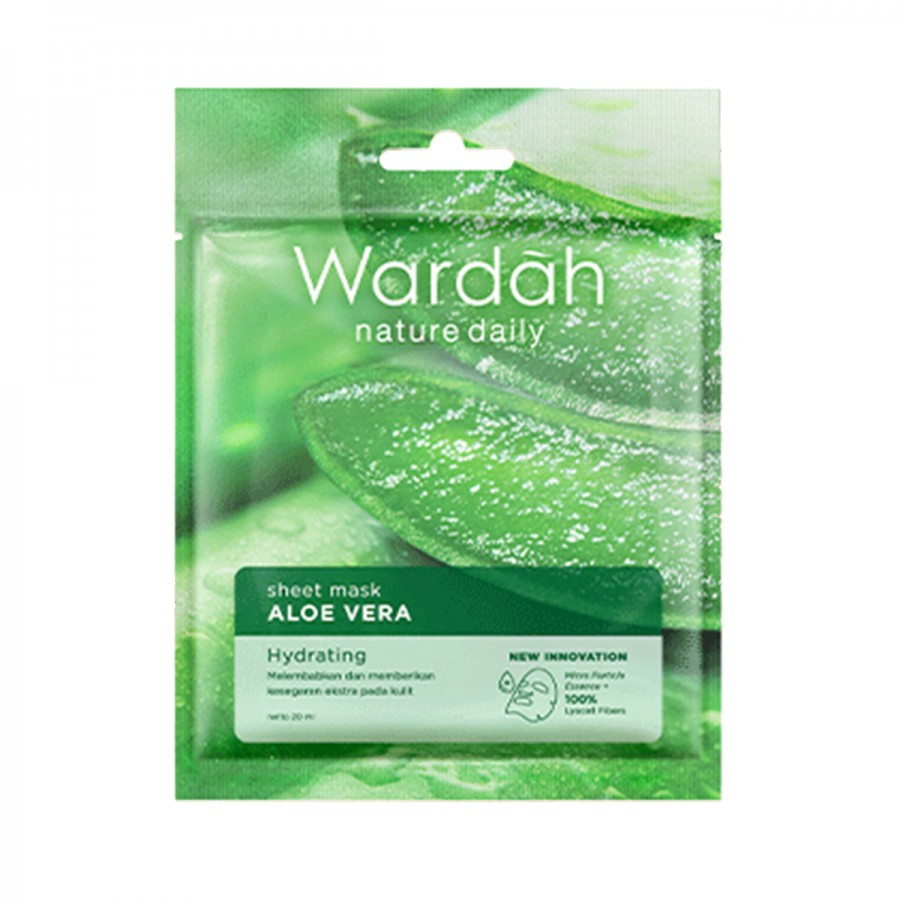 Wardah
nature daily
sheet mask
ALOE VERA
Hydrating
Melembabkan dan memberikan
kesegaran ekstra pada kulit
netto 20 ml
NEW INNOVATION
Micro Particle
Essence +
100%
Lyocell Fibers